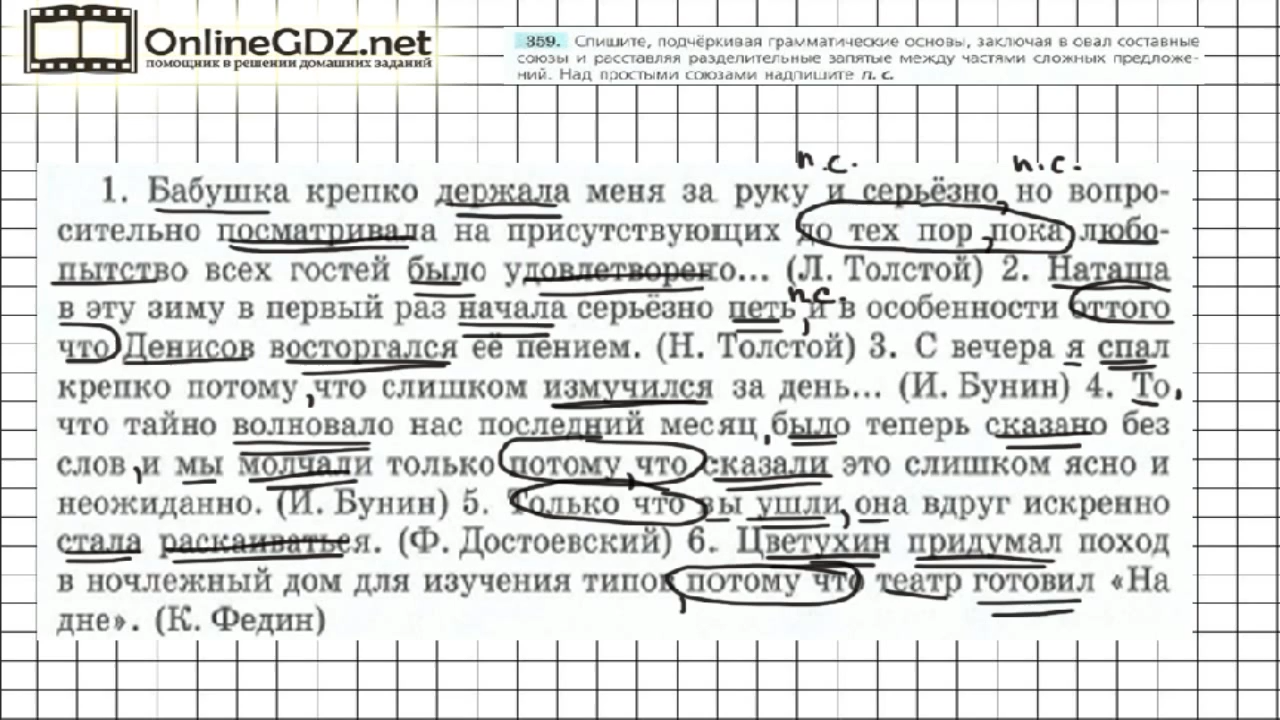 OnlineGDZ.net
помощник в решении домашних заданий
359. Спишите, подчёркивая грамматические основы, заключая в овал составные
союзы и расставляя разделительные запятые между частями сложных предложе-
ний. Над простыми союзами надпишите п. с.
п.с. п.с.
1. Бабушка крепко держала меня за руку и серьёзно, но вопро-
сительно посматривала на присутствующих до тех пор, пока любо-
пытство всех гостей было удовлетворено... (Л. Толстой) 2. Наташа
п.с.
в эту зиму в первый раз начала серьёзно петь, и в особенности оттого
что Денисов восторгался её пением. (Н. Толстой) 3. С вечера я спал
крепко потому, что слишком измучился за день... (И. Бунин) 4. То,
что тайно волновало нас последний месяц, было теперь сказано без
слов, и мы молчали только потому, что сказали это слишком ясно и
неожиданно. (И. Бунин) 5. Только что вы ушли, она вдруг искренно
стала раскаиваться. (Ф. Достоевский) 6. Цветухин придумал поход
в ночлежный дом для изучения типов, потому что театр готовил «На
дне». (К. Федин)